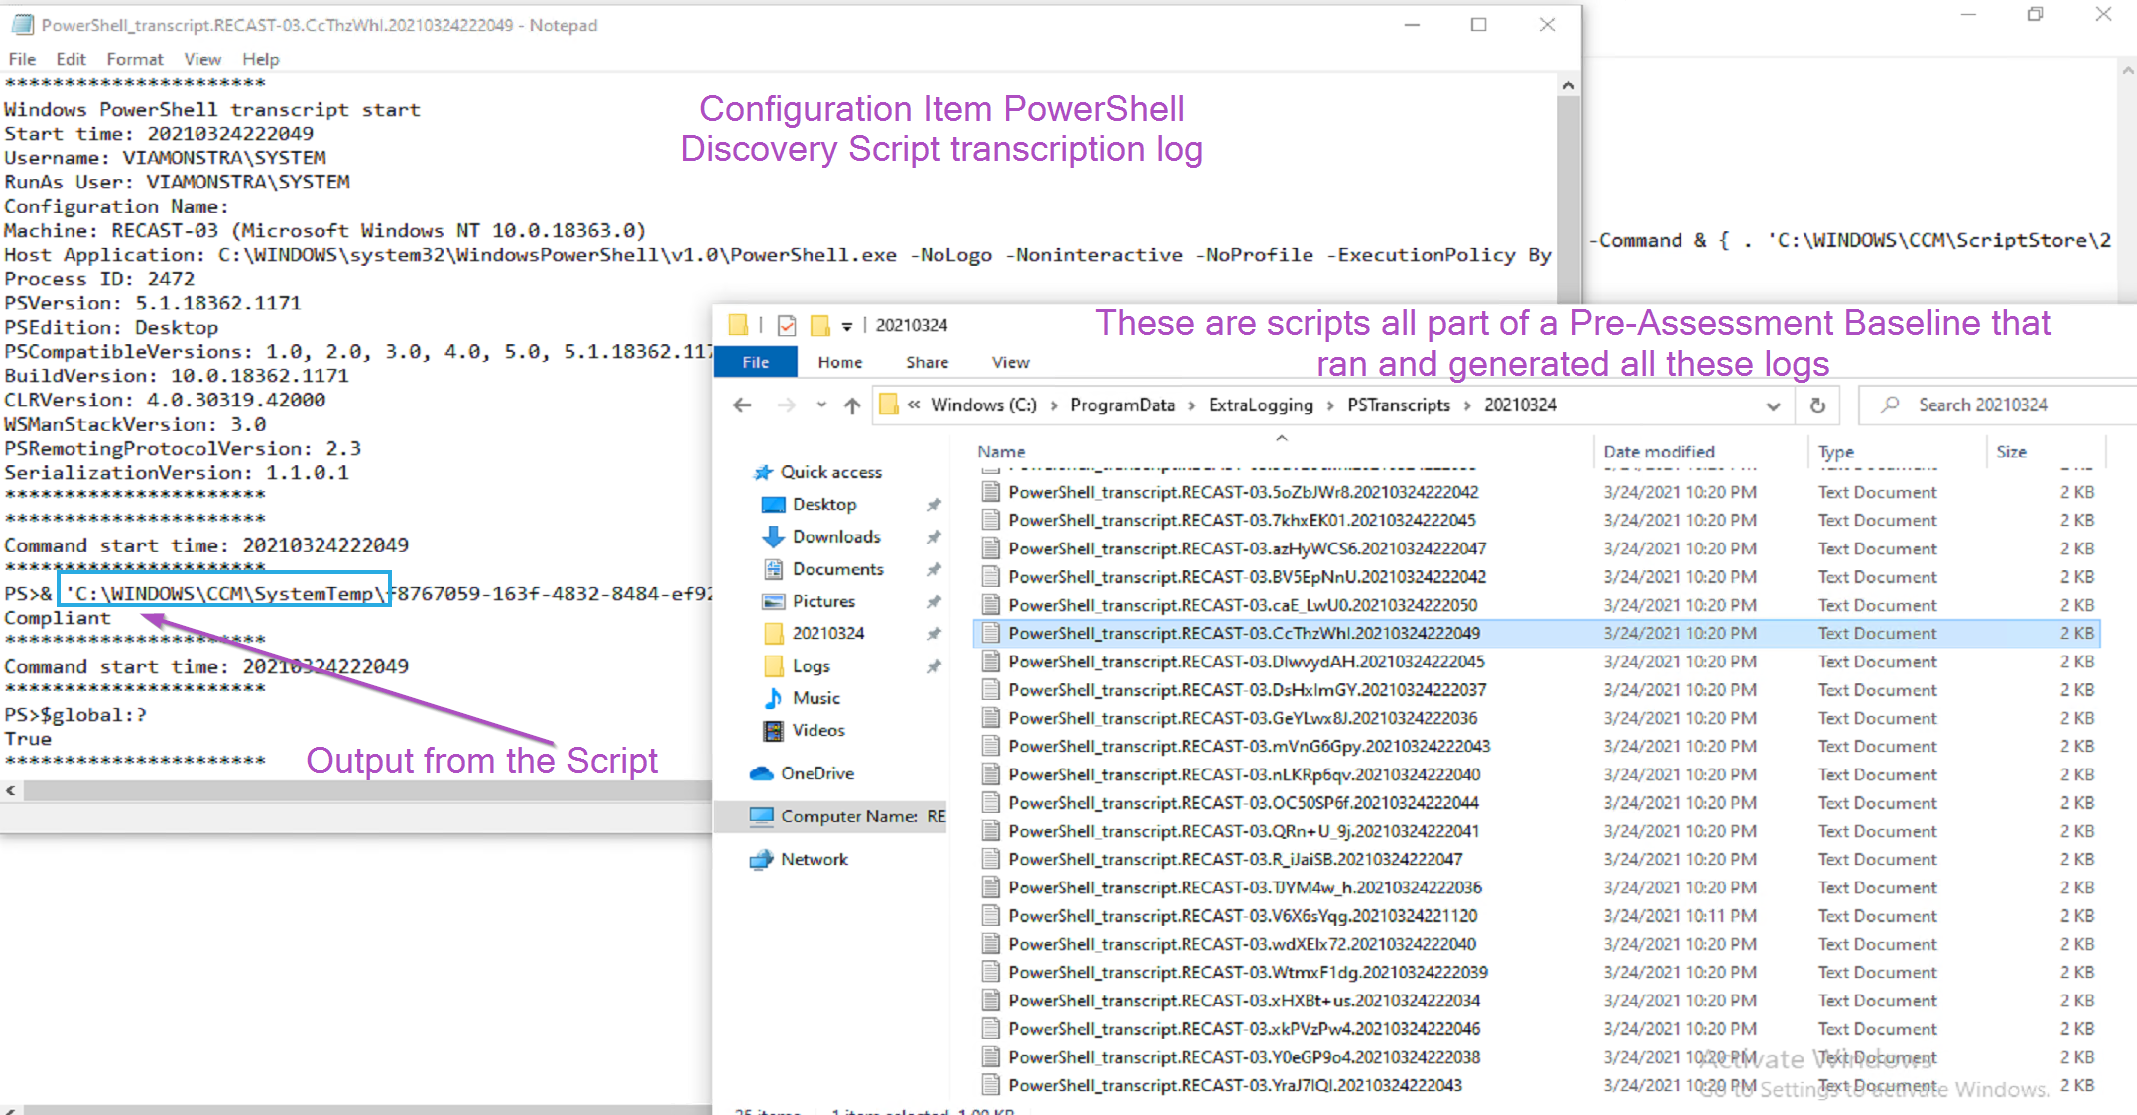 PowerShell_transcript.RECAST-03.CcThzWhI.20210324222049 - Notepad
File Edit Format View Help
**********************
Windows PowerShell transcript start
Start time: 20210324222049
Username: VIAMONSTRA\SYSTEM
RunAs User: VIAMONSTRA\SYSTEM
Configuration Name:
Machine: RECAST-03 (Microsoft Windows NT 10.0.18363.0)
Host Application: C:\WINDOWS\system32\WindowsPowerShell\v1.0\PowerShell.exe -NoLogo -Noninteractive -NoProfile -ExecutionPolicy By
Process ID: 2472
PSVersion: 5.1.18362.1171
PSEdition: Desktop
PSCompatibleVersions: 1.0, 2.0, 3.0, 4.0, 5.0, 5.1.18362.117
BuildVersion: 10.0.18362.1171
CLRVersion: 4.0.30319.42000
WSManStackVersion: 3.0
PSRemotingProtocolVersion: 2.3
SerializationVersion: 1.1.0.1
**********************
**********************
Command start time: 20210324222049
**********************
PS>& 'C:\WINDOWS\CCM\SystemTemp\f8767059-163f-4832-8484-ef92
Compliant
**********************
Command start time: 20210324222049
**********************
PS>$global:?
True
**********************
Configuration Item PowerShell
Discovery Script transcription log
Output from the Script
-Command & { . 'C:\WINDOWS\CCM\ScriptStore\2
20210324
These are scripts all part of a Pre-Assessment Baseline that
ran and generated all these logs
File Home Share View
« Windows (C:) › ProgramData › ExtraLogging › PSTranscripts › 20210324
Search 20210324
Quick access
Desktop
Downloads
Documents
Pictures
20210324
Logs
Music
Videos
OneDrive
Computer Name: RE
Network
Name Date modified Type Size
PowerShell_transcript.RECAST-03.5oZbJWr8.20210324222042 3/24/2021 10:20 PM Text Document 2 KB
PowerShell_transcript.RECAST-03.7khxEK01.20210324222045 3/24/2021 10:20 PM Text Document 2 KB
PowerShell_transcript.RECAST-03.azHyWCS6.20210324222047 3/24/2021 10:20 PM Text Document 2 KB
PowerShell_transcript.RECAST-03.BV5EpNnU.20210324222042 3/24/2021 10:20 PM Text Document 2 KB
PowerShell_transcript.RECAST-03.caE_LwU0.20210324222050 3/24/2021 10:20 PM Text Document 2 KB
PowerShell_transcript.RECAST-03.CcThzWhI.20210324222049 3/24/2021 10:20 PM Text Document 2 KB
PowerShell_transcript.RECAST-03.DIwvydAH.20210324222045 3/24/2021 10:20 PM Text Document 2 KB
PowerShell_transcript.RECAST-03.DsHxImGY.20210324222037 3/24/2021 10:20 PM Text Document 2 KB
PowerShell_transcript.RECAST-03.GeYLwx8J.20210324222036 3/24/2021 10:20 PM Text Document 2 KB
PowerShell_transcript.RECAST-03.mVnG6Gpy.20210324222043 3/24/2021 10:20 PM Text Document 2 KB
PowerShell_transcript.RECAST-03.nLKRp6qv.20210324222040 3/24/2021 10:20 PM Text Document 2 KB
PowerShell_transcript.RECAST-03.OC50SP6f.20210324222044 3/24/2021 10:20 PM Text Document 2 KB
PowerShell_transcript.RECAST-03.QRn+U_9j.20210324222041 3/24/2021 10:20 PM Text Document 2 KB
PowerShell_transcript.RECAST-03.R_iJaiSB.20210324222047 3/24/2021 10:20 PM Text Document 2 KB
PowerShell_transcript.RECAST-03.TJYM4w_h.20210324222036 3/24/2021 10:20 PM Text Document 2 KB
PowerShell_transcript.RECAST-03.V6X6sYqg.20210324221120 3/24/2021 10:11 PM Text Document 2 KB
PowerShell_transcript.RECAST-03.wdXEIx72.20210324222040 3/24/2021 10:20 PM Text Document 2 KB
PowerShell_transcript.RECAST-03.WtmxF1dg.20210324222039 3/24/2021 10:20 PM Text Document 2 KB
PowerShell_transcript.RECAST-03.xHXBt+us.20210324222034 3/24/2021 10:20 PM Text Document 2 KB
PowerShell_transcript.RECAST-03.xkPVzPw4.20210324222046 3/24/2021 10:20 PM Text Document 2 KB
PowerShell_transcript.RECAST-03.Y0eGP9o4.20210324222038 3/24/2021 10:20 PM Text Document 2 KB
PowerShell_transcript.RECAST-03.YraJ7IQI.20210324222043 3/24/2021 10:20 PM Text Document 2 KB
Activate Windows
Go to Settings to activate Windows.